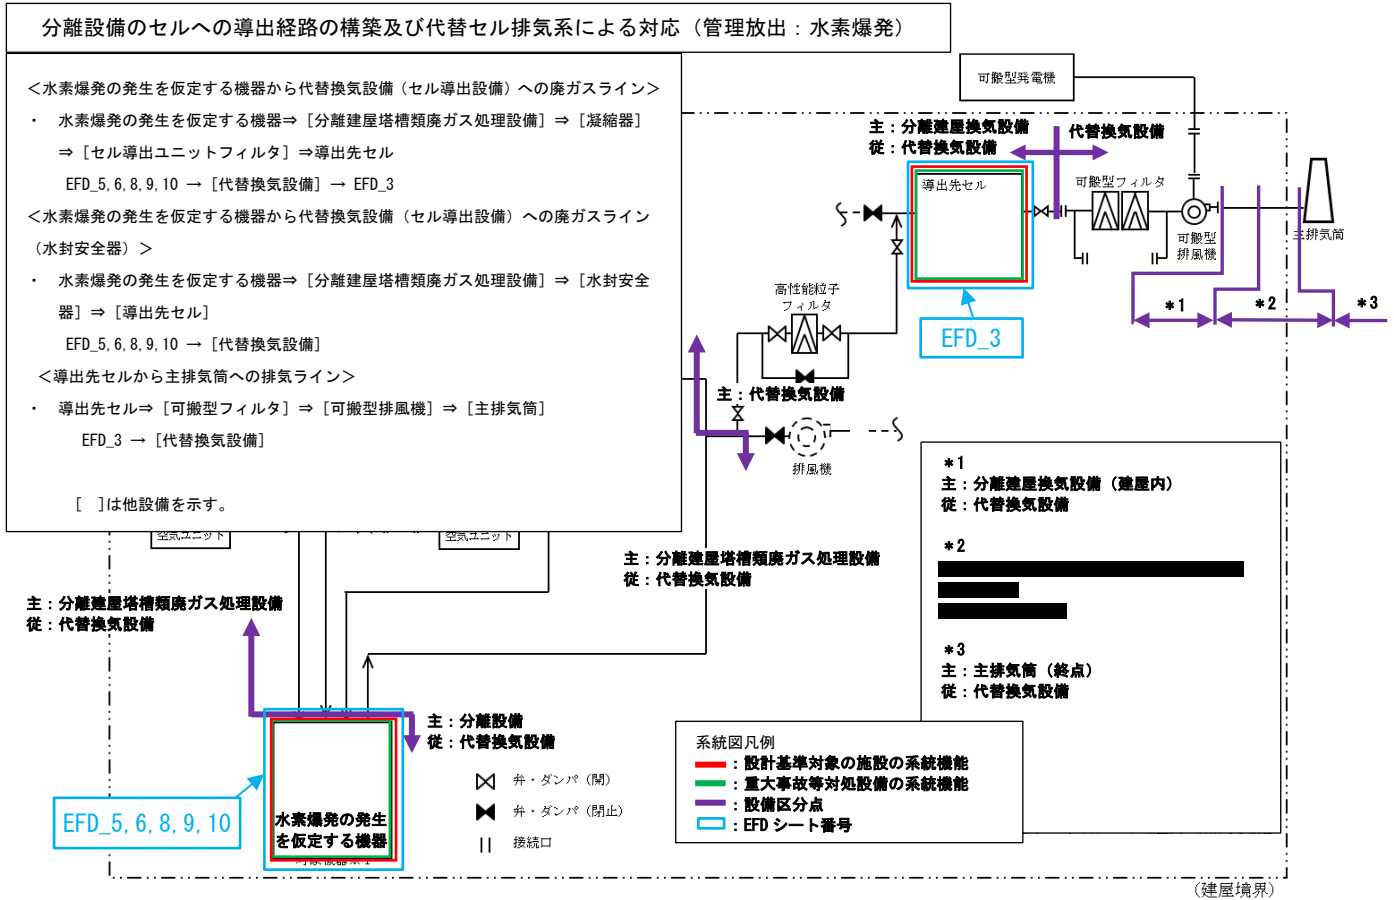 分離設備のセルへの導出経路の構築及び代替セル排気系による対応（管理放出：水素爆発）
＜水素爆発の発生を仮定する機器から代替換気設備（セル導出設備）への廃ガスライン＞
・　水素爆発の発生を仮定する機器⇒［分離建屋塔槽類廃ガス処理設備］⇒［凝縮器］
⇒［セル導出ユニットフィルタ］⇒導出先セル
EFD_5,6,8,9,10 →［代替換気設備］→ EFD_3
＜水素爆発の発生を仮定する機器から代替換気設備（セル導出設備）への廃ガスライン
（水封安全器）＞
・　水素爆発の発生を仮定する機器⇒［分離建屋塔槽類廃ガス処理設備］⇒［水封安全
器］⇒［導出先セル］
EFD_5,6,8,9,10 →［代替換気設備］
＜導出先セルから主排気筒への排気ライン＞
・　導出先セル⇒［可搬型フィルタ］⇒［可搬型排風機］⇒［主排気筒］
EFD_3 →［代替換気設備］
［　］は他設備を示す。
可搬型発電機
主：分離建屋換気設備
従：代替換気設備
代替換気設備
導出先セル
可搬型フィルタ
可搬型
排風機
主排気筒
＊1
＊2
＊3
EFD_3
高性能粒子
フィルタ
主：代替換気設備
排風機
空気ユニット
空気ユニット
主：分離建屋塔槽類廃ガス処理設備
従：代替換気設備
主：分離建屋塔槽類廃ガス処理設備
従：代替換気設備
主：分離設備
従：代替換気設備
水素爆発の発生
を仮定する機器
EFD_5,6,8,9,10
弁・ダンパ（開）
弁・ダンパ（閉止）
接続口
＊1
主：分離建屋換気設備（建屋内）
従：代替換気設備
＊2
＊3
主：主排気筒（終点）
従：代替換気設備
系統図凡例
：設計基準対象の施設の系統機能
：重大事故等対処設備の系統機能
：設備区分点
：EFD シート番号
（建屋境界）